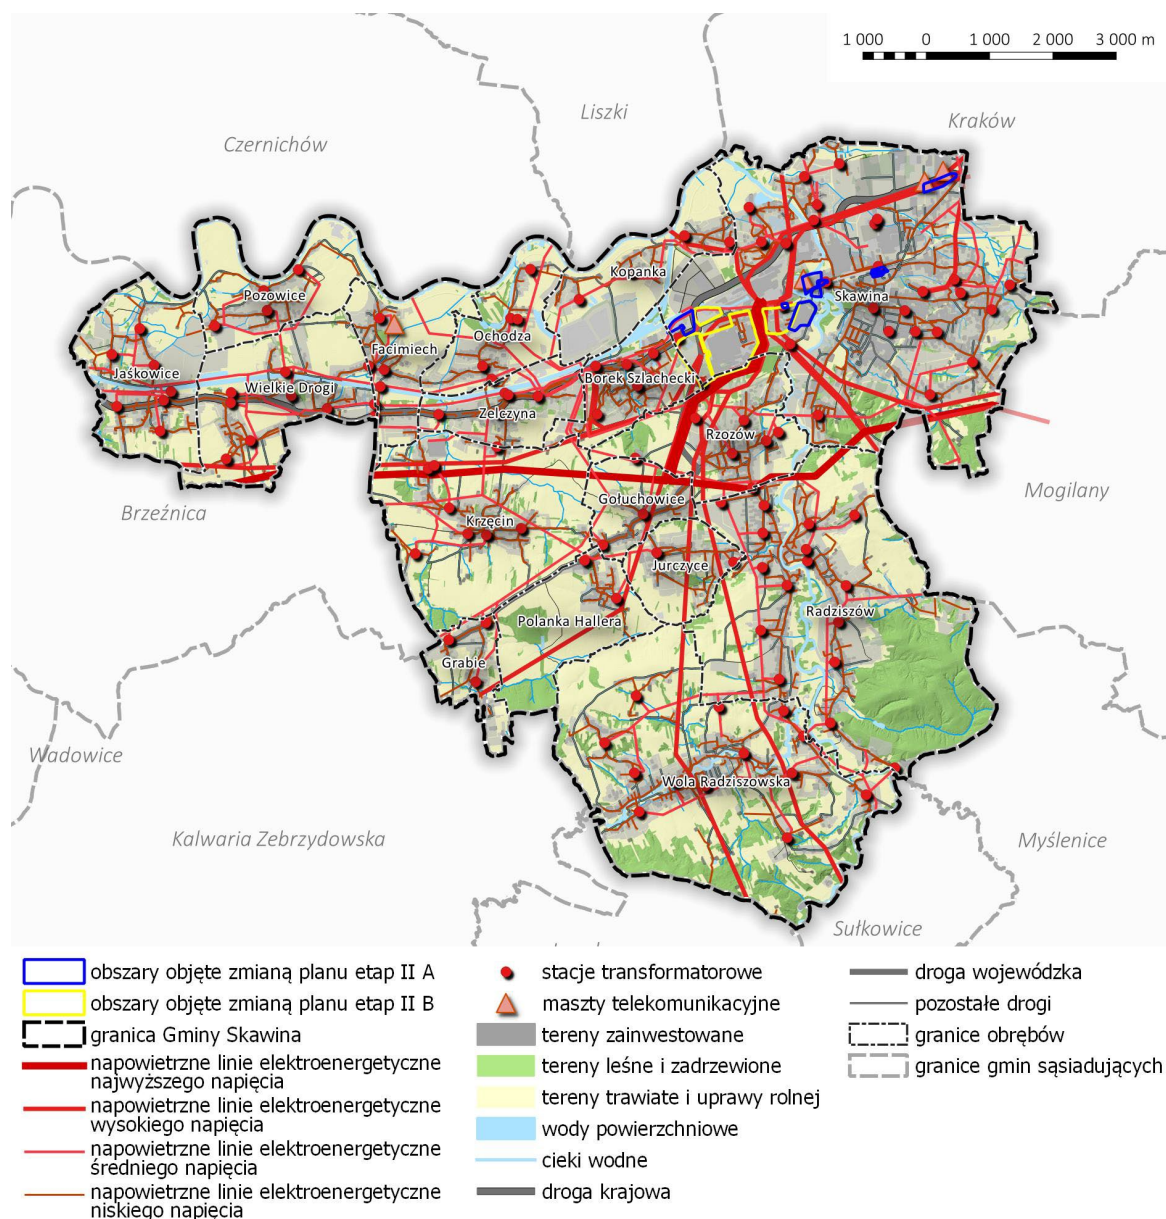 1 000 0 1 000 2 000 3 000 m
Liszki
Kraków
Czernichów
Kopanka
Skawina
Pozowice
Ochodza
Facimiech
Jaśkowice
Wielkie Drogi
Borek Szlachecki
Zelczyna
Rzozów
Mogilany
Brzeźnica
Gołuchowice
Krzęcin
Jurczyce
Radziszów
Polanka Hallera
Grabie
Wadowice
Wola Radziszowska
Kalwaria Zebrzydowska
Myślenice
Sułkowice
obszary objęte zmianą planu etap II A
obszary objęte zmianą planu etap II B
granica Gminy Skawina
napowietrzne linie elektroenergetyczne
najwyższego napięcia
napowietrzne linie elektroenergetyczne
wysokiego napięcia
napowietrzne linie elektroenergetyczne
średniego napięcia
napowietrzne linie elektroenergetyczne
niskiego napięcia
stacje transformatorowe
maszty telekomunikacyjne
tereny zainwestowane
tereny leśne i zadrzewione
tereny trawiate i uprawy rolnej
wody powierzchniowe
cieki wodne
droga krajowa
droga wojewódzka
pozostałe drogi
granice obrębów
granice gmin sąsiadujących